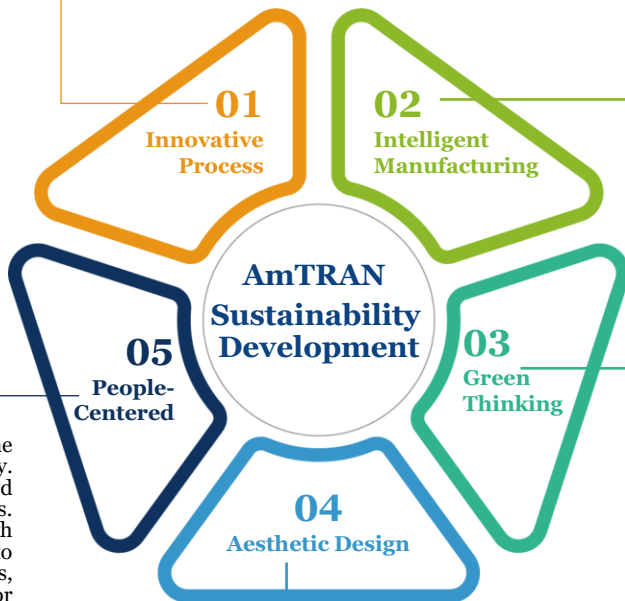 01
Innovative
Process
02
Intelligent
Manufacturing
AmTRAN
Sustainability
Development
03
Green
Thinking
04
Aesthetic Design
05
People-
Centered